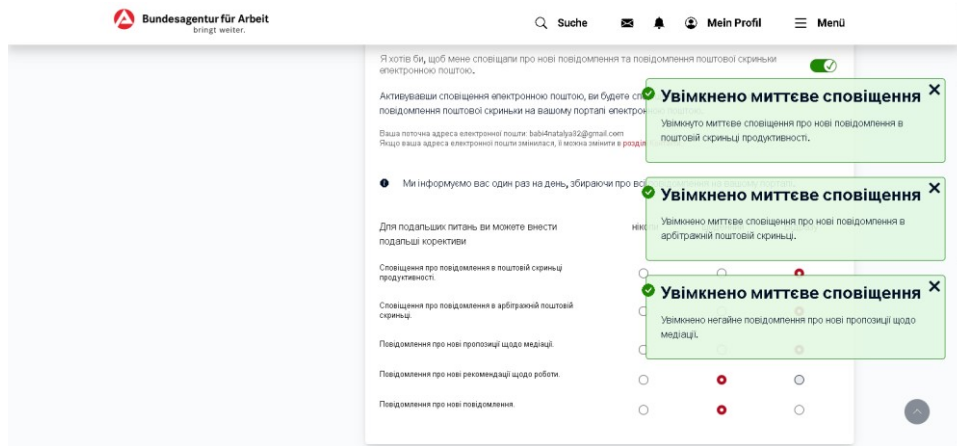 Bundesagentur für Arbeit
bringt weiter.
Suche
Mein Profil
Menü
Я хотів би, щоб мене сповіщали про нові повідомлення та повідомлення поштової скриньки
електронною поштою.
Активувавши сповіщення електронною поштою, ви будете
повідомлення поштової скриньки на вашому порталі
Ваша поточна адреса електронної пошти: babi4natalya82@gmail.com
Якщо ваша адреса електронної пошти змінилася, її можна змінити в
Ми інформуємо вас один раз на день, збираючи про
Для подальших питань ви можете внести
подальші корективи
Сповіщення про повідомлення в поштовій скриньці
продуктивності.
Сповіщення про повідомлення в арбітражній поштовій
скриньці.
Повідомлення про нові пропозиції щодо медіації.
Повідомлення про нові рекомендації щодо роботи.
Повідомлення про нові повідомлення.
Увімкнено миттєве сповіщення
Увімкнуто миттєве сповіщення про нові повідомлення в
поштовій скриньці продуктивності.
Увімкнено миттєве сповіщення
Увімкнено миттєве сповіщення про нові повідомлення в
арбітражній поштовій скриньці.
Увімкнено миттєве сповіщення
Увімкнено негайне повідомлення про нові пропозиції щодо
медіації.